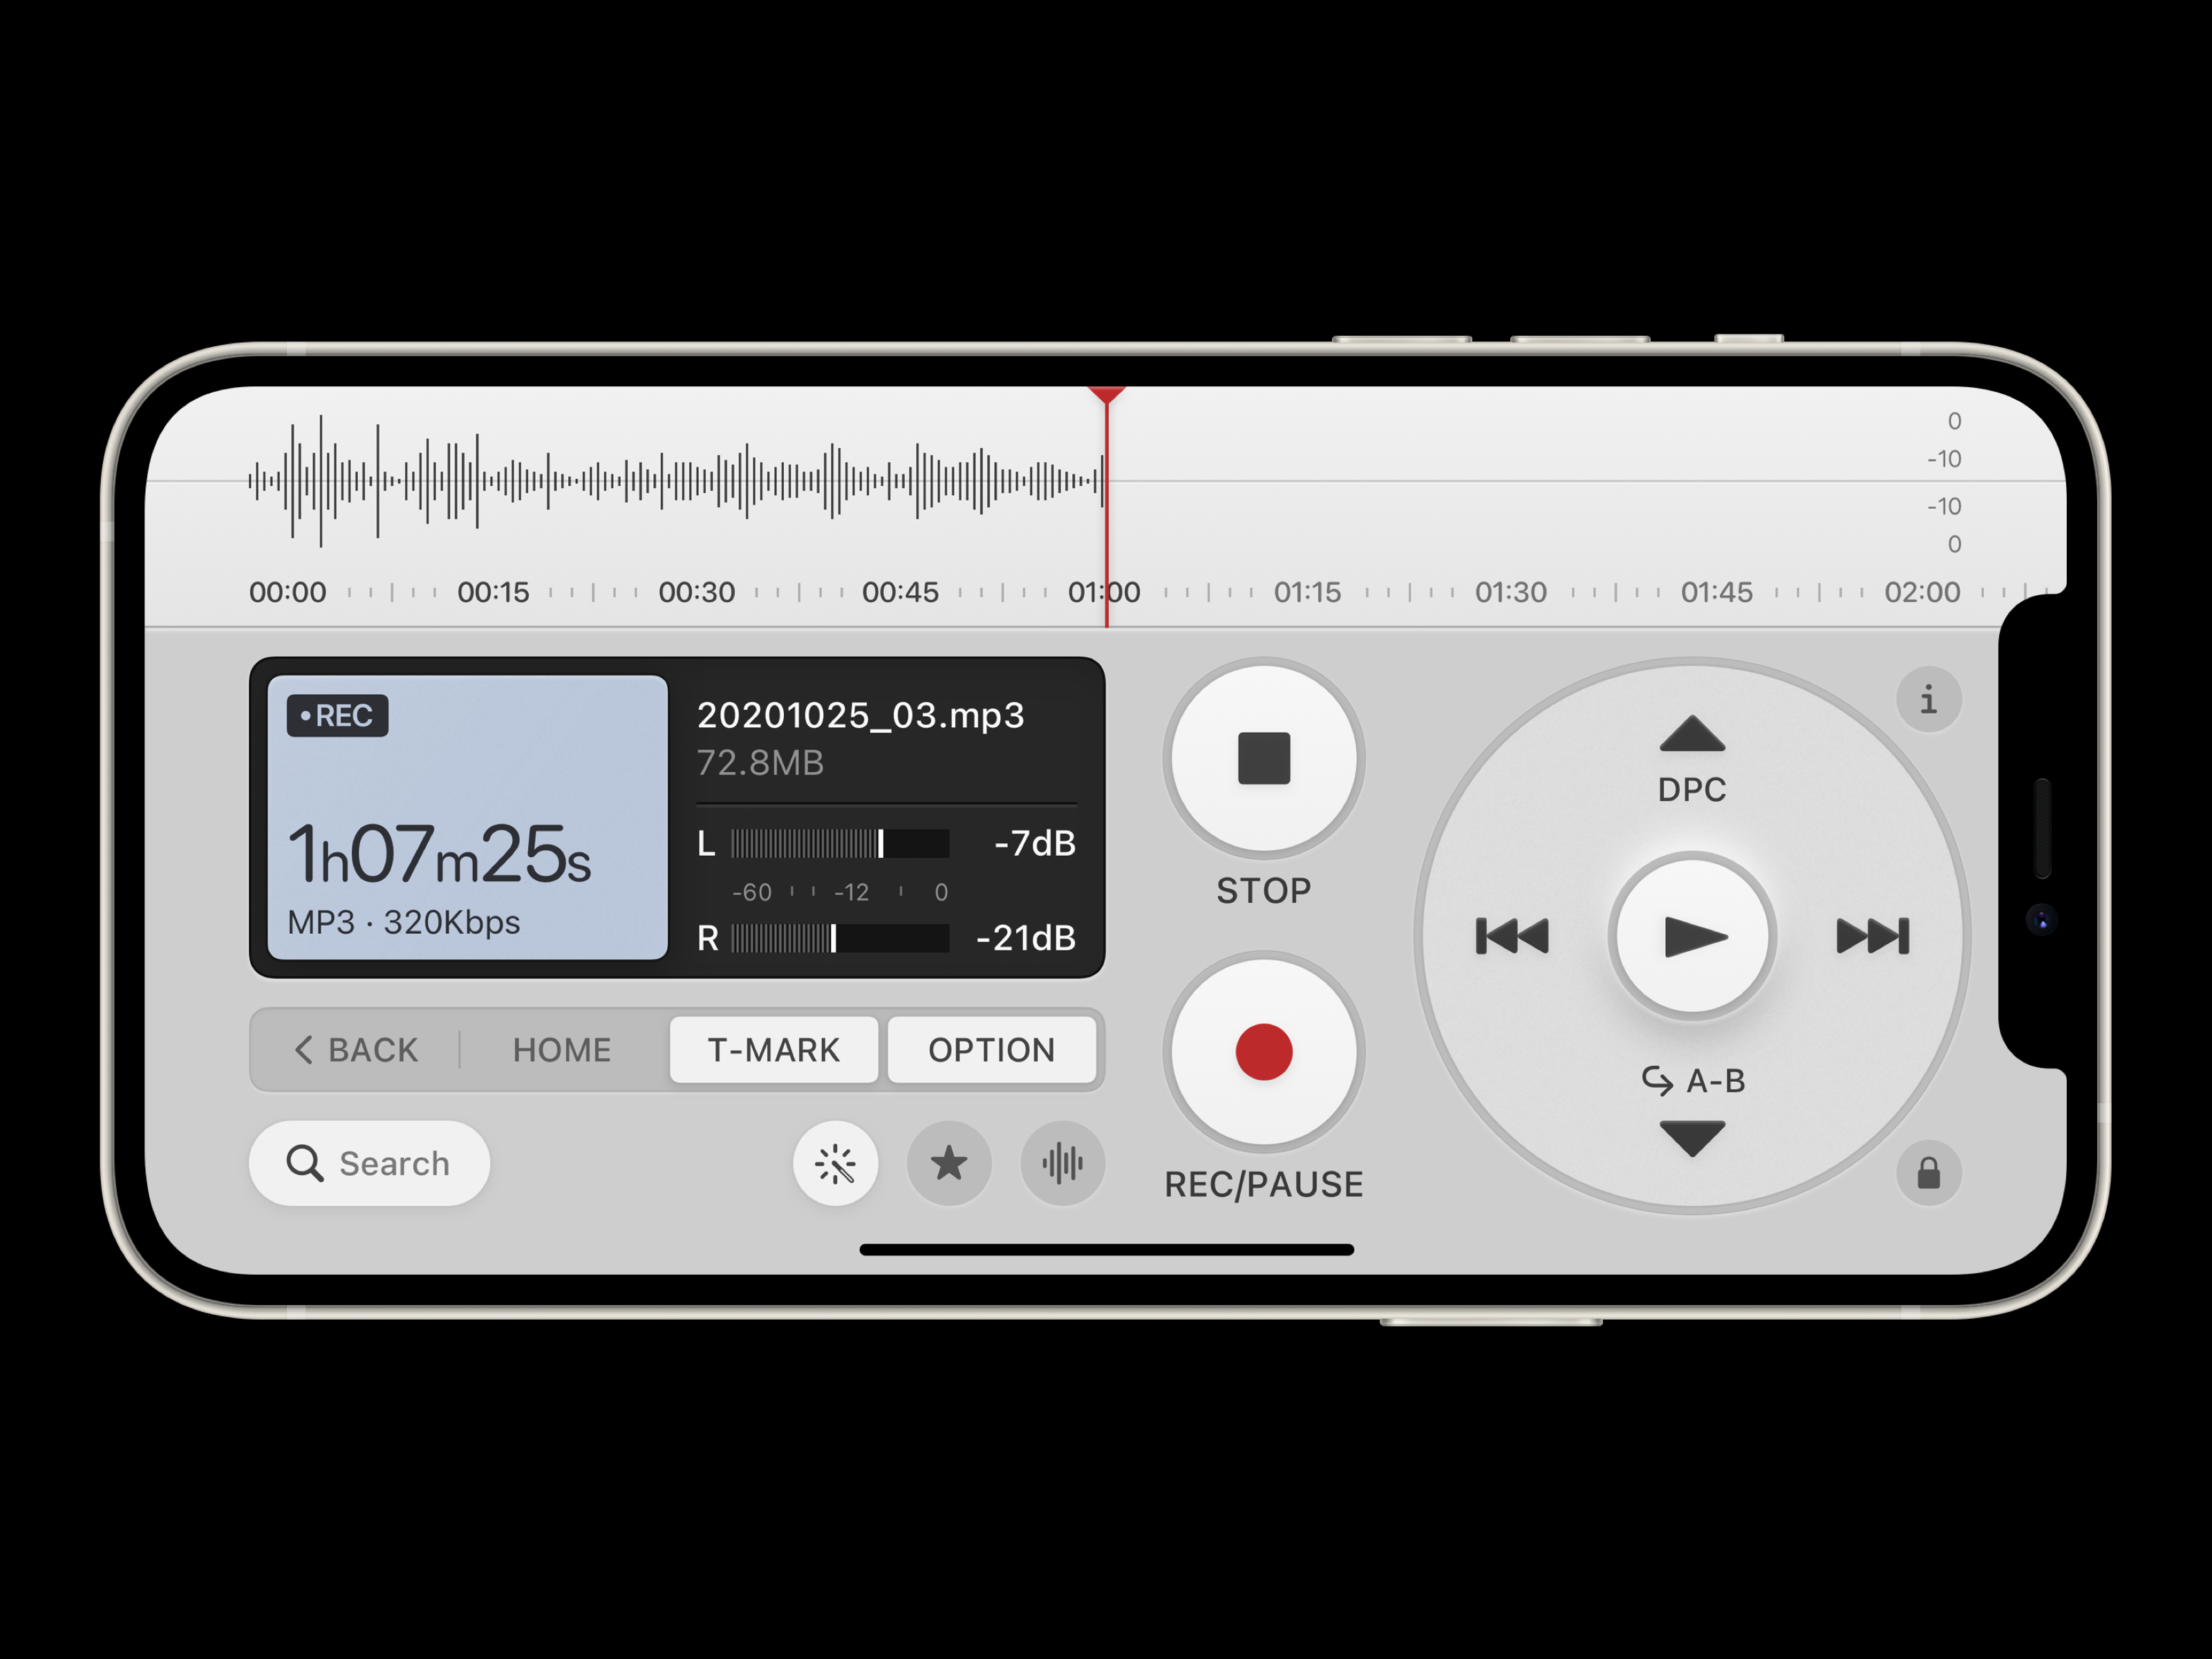 0
-10
-10
0
00:00 00:15 00:30 00:45 01:00 01:15 01:30 01:45 02:00
• REC
1h07m25s
MP3 · 320Kbps
20201025_03.mp3
72.8MB
L -7dB
-60 -12 0
R -21dB
BACK HOME T-MARK OPTION
Search
STOP
REC/PAUSE
DPC
A-B
i